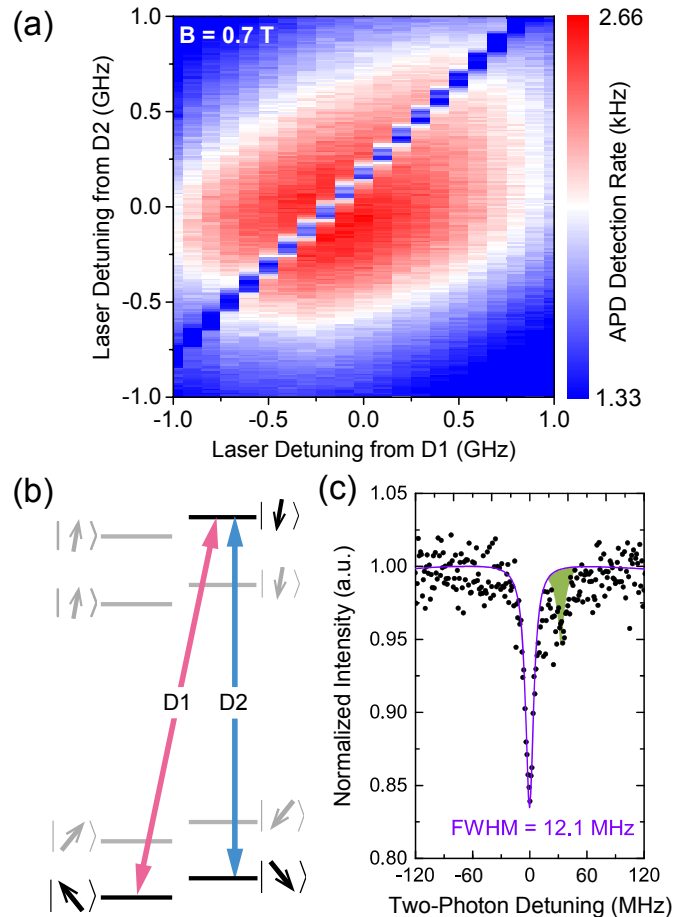 (a)
B = 0.7 T
2.66
1.33
APD Detection Rate (kHz)
Laser Detuning from D2 (GHz)
1.0
0.5
0.0
-0.5
-1.0
-1.0
-0.5
0.0
0.5
1.0
Laser Detuning from D1 (GHz)
(b)
D1
D2
(c)
Normalized Intensity (a.u.)
1.05
1.00
0.95
0.90
0.85
0.80
FWHM = 12.1 MHz
-120
-60
0
60
120
Two-Photon Detuning (MHz)